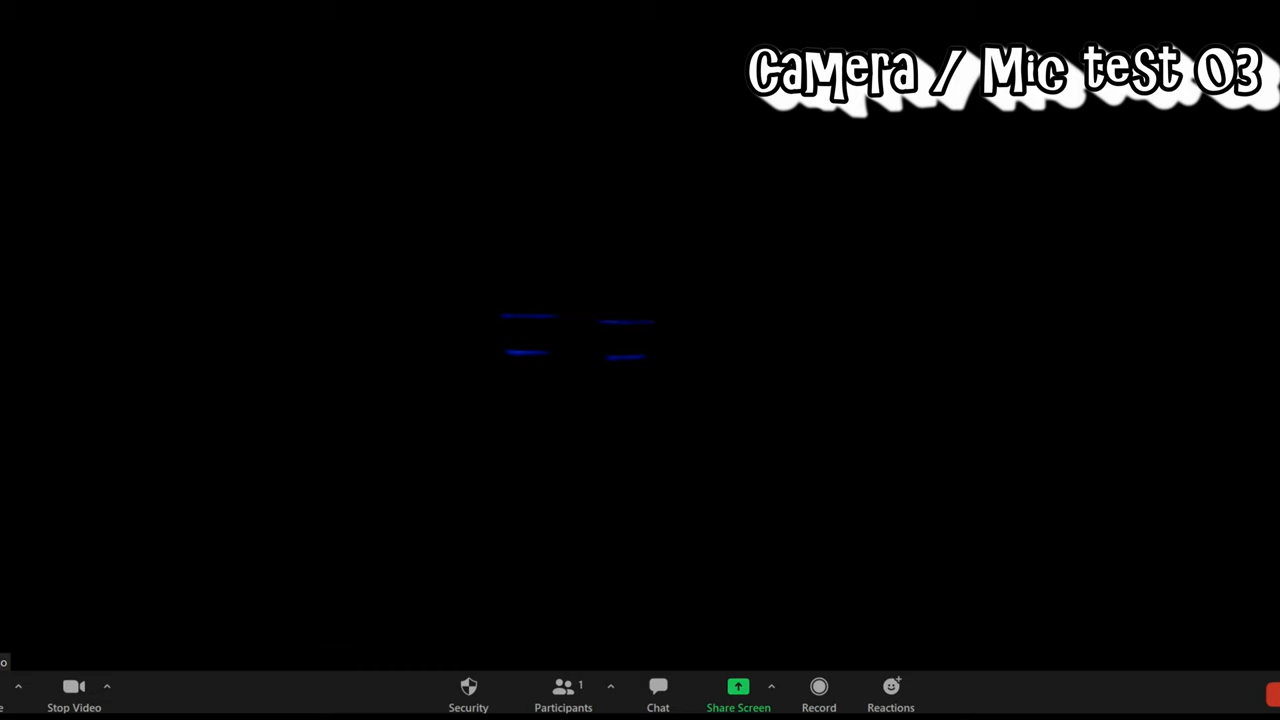 Camera / Mic test 03
o
e
Stop Video
Security
1
Participants
Chat
Share Screen
Record
Reactions